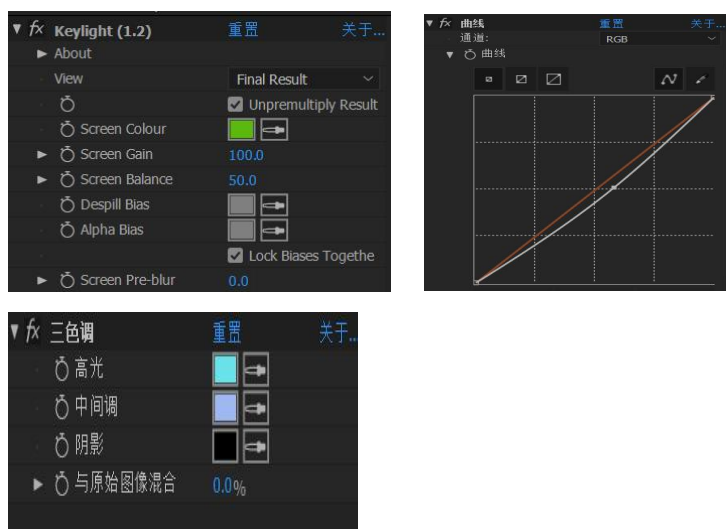 fx Keylight (1.2) 重置 关于...
About
View Final Result
Unpremultiply Result
Screen Colour
Screen Gain 100.0
Screen Balance 50.0
Despill Bias
Alpha Bias
Lock Biases Togethe
Screen Pre-blur 0.0
fx 曲线 重置 关于...
通道: RGB
曲线
fx 三色调 重置 关于...
高光
中间调
阴影
与原始图像混合 0.0%